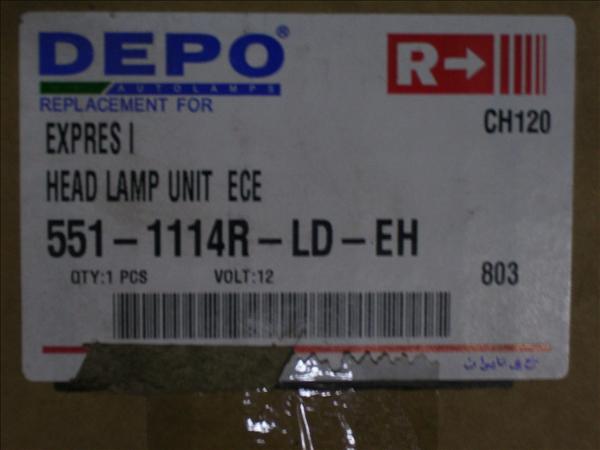 DEPO®
AUTOLAMPS
REPLACEMENT FOR
R
CH120
EXPRES I
HEAD LAMP UNIT ECE
551-1114R-LD-EH
QTY:1 PCS VOLT:12
803